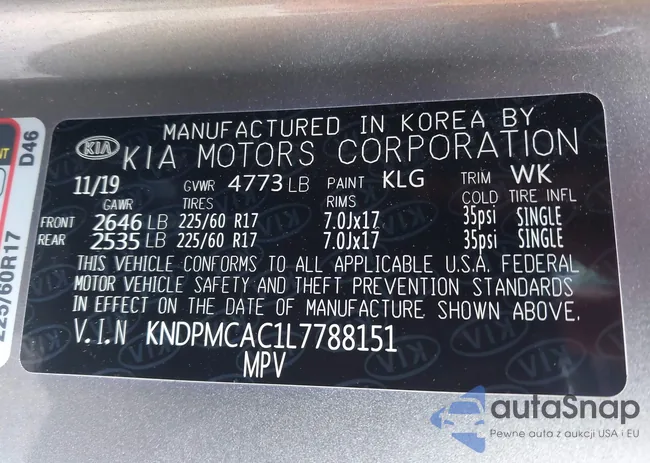 MANUFACTURED IN KOREA BY
KIA KIA MOTORS CORPORATION
11/19 GVWR 4773 LB PAINT KLG TRIM WK
GAWR TIRES RIMS COLD TIRE INFL
FRONT 2646 LB 225/60 R17 7.0Jx17 35psi SINGLE
REAR 2535 LB 225/60 R17 7.0Jx17 35psi SINGLE
THIS VEHICLE CONFORMS TO ALL APPLICABLE U.S.A. FEDERAL
MOTOR VEHICLE SAFETY AND THEFT PREVENTION STANDARDS
IN EFFECT ON THE DATE OF MANUFACTURE SHOWN ABOVE.
V.I.N KNDPMCAC1L7788151
MPV
D46
225/60R17
autaSnap
Pewne auta z aukcji USA i EU